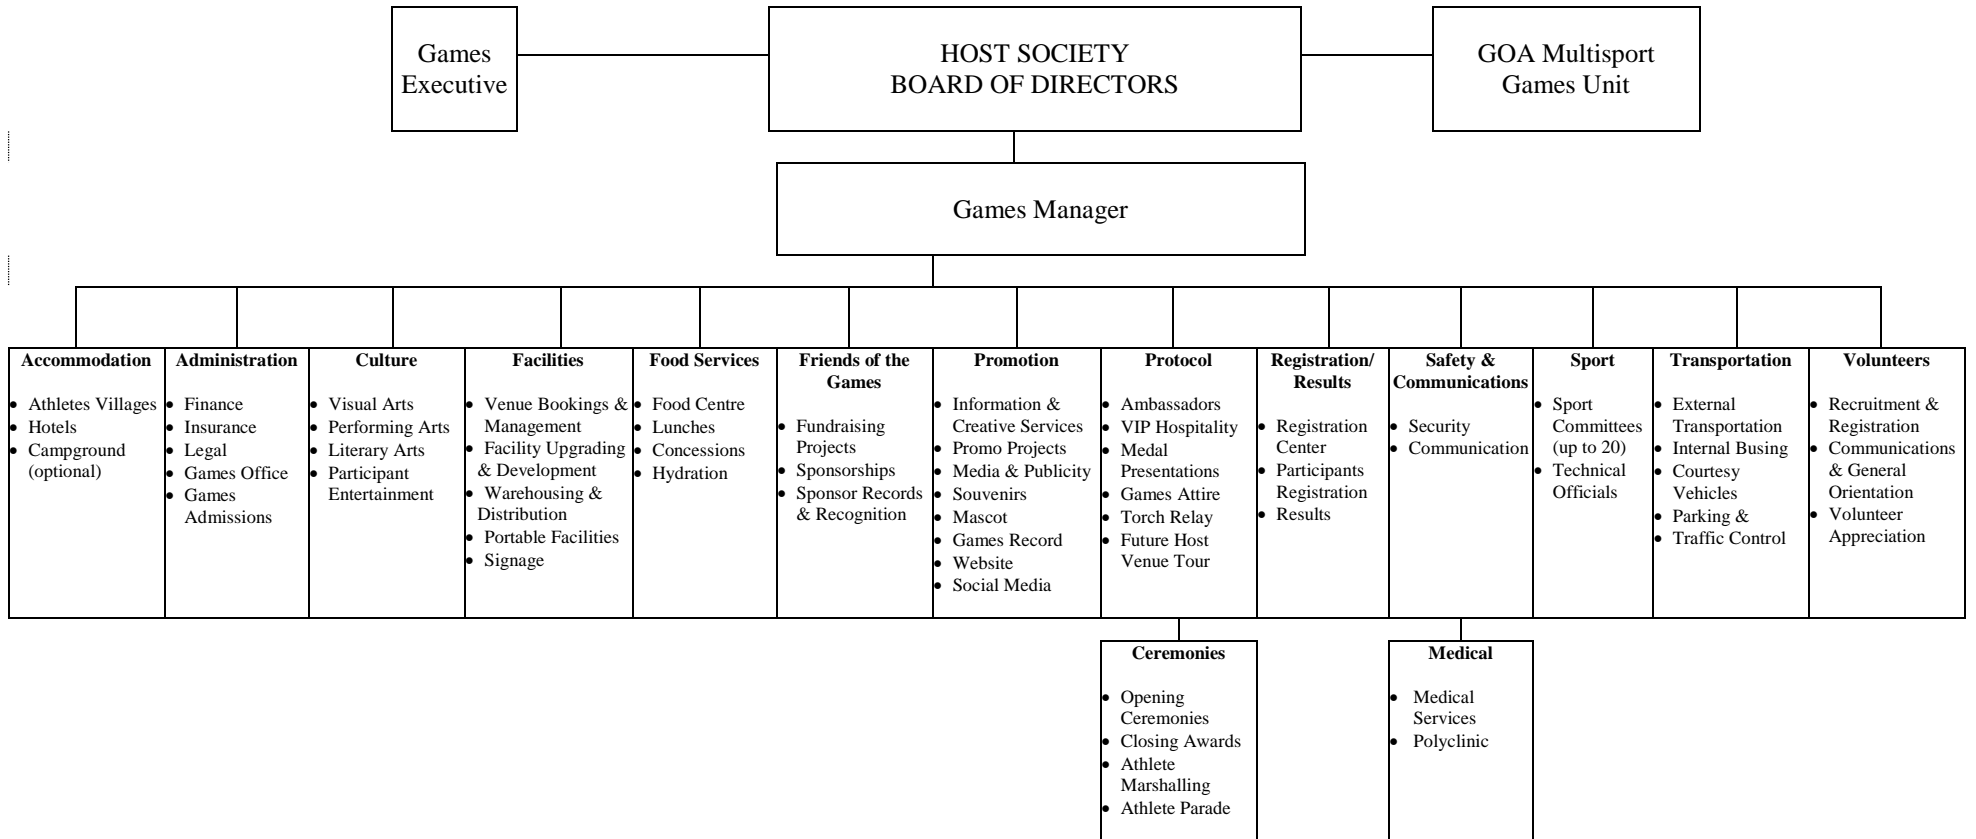 Games
Executive
HOST SOCIETY
BOARD OF DIRECTORS
GOA Multisport
Games Unit
Games Manager
Accommodation
• Athletes Villages
• Hotels
• Campground
(optional)
Administration
• Finance
• Insurance
• Legal
• Games Office
• Games
Admissions
Culture
• Visual Arts
• Performing Arts
• Literary Arts
• Participant
Entertainment
Facilities
• Venue Bookings &
Management
• Facility Upgrading
& Development
• Warehousing &
Distribution
• Portable Facilities
• Signage
Food Services
• Food Centre
• Lunches
• Concessions
• Hydration
Friends of the
Games
• Fundraising
Projects
• Sponsorships
• Sponsor Records
& Recognition
Promotion
• Information &
Creative Services
• Promo Projects
• Media & Publicity
• Souvenirs
• Mascot
• Games Record
• Website
• Social Media
Protocol
• Ambassadors
• VIP Hospitality
• Medal
Presentations
• Games Attire
• Torch Relay
• Future Host
Venue Tour
Registration/
Results
• Registration
Center
• Participants
Registration
• Results
Safety &
Communications
• Security
• Communication
Sport
• Sport
Committees
(up to 20)
• Technical
Officials
Transportation
• External
Transportation
• Internal Busing
• Courtesy
Vehicles
• Parking &
• Traffic Control
Volunteers
• Recruitment &
Registration
• Communications
& General
Orientation
• Volunteer
Appreciation
Ceremonies
• Opening
Ceremonies
• Closing Awards
• Athlete
Marshalling
• Athlete Parade
Medical
• Medical
Services
• Polyclinic